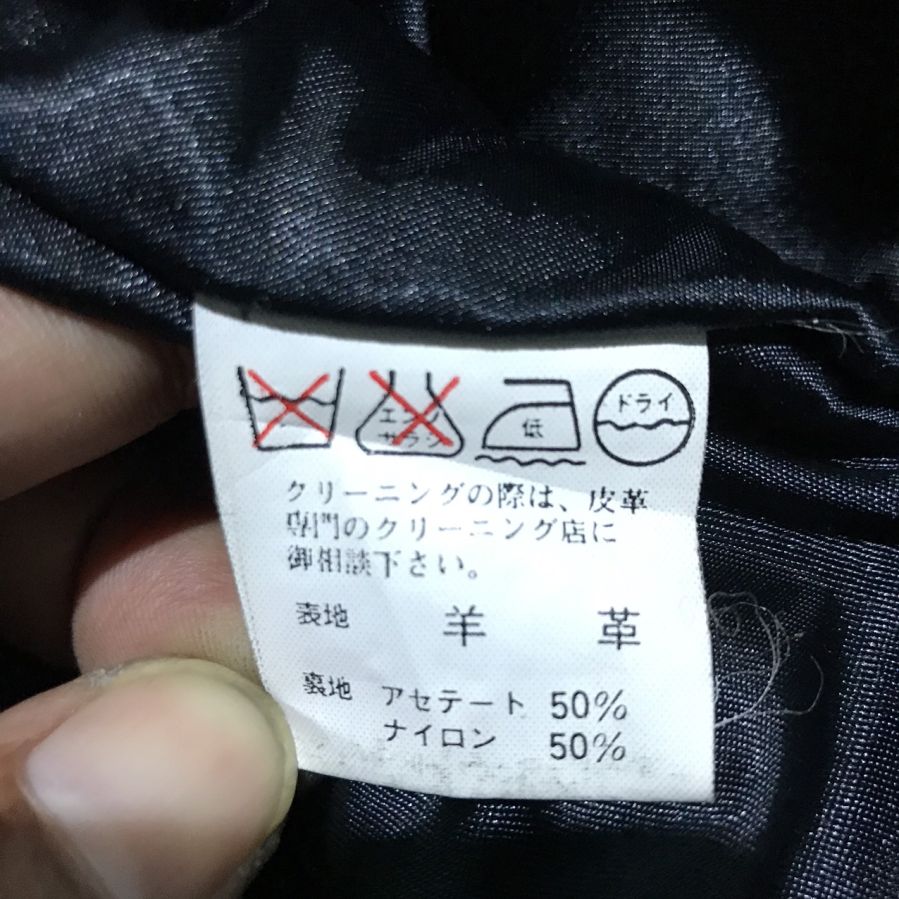 エンソ
サラシ
低
ドライ
クリーニングの際は、皮革
専門のクリーニング店に
御相談下さい。
表地 羊 革
裏地 アセテート 50%
ナイロン 50%